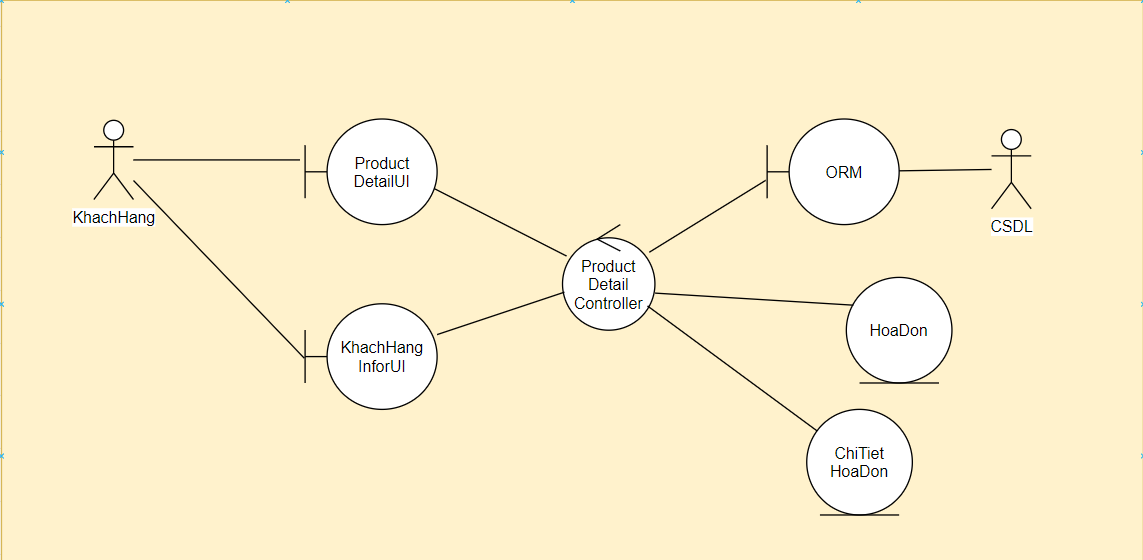 KhachHang
Product
DetailUI
KhachHang
InforUI
Product
Detail
Controller
ORM
CSDL
HoaDon
ChiTiet
HoaDon